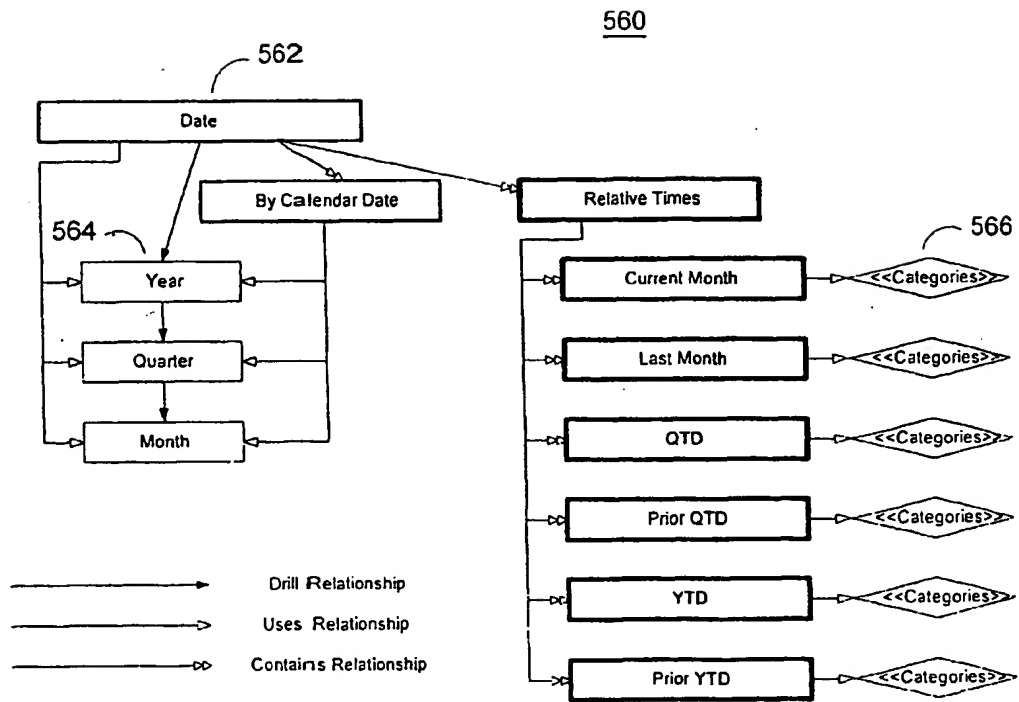 560
562
Date
By Calendar Date
Relative Times
564
566
Year
Current Month
<<Categories>>
Quarter
Last Month
<<Categories>>
Month
QTD
<<Categories>>
Prior QTD
<<Categories>>
Drill Relationship
YTD
<<Categories>>
Uses Relationship
Contains Relationship
Prior YTD
<<Categories>>